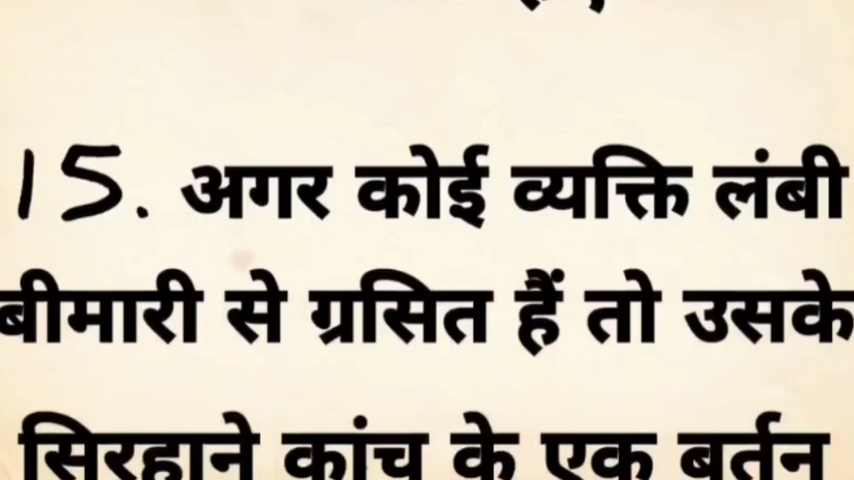 15. अगर कोई व्यक्ति लंबी
बीमारी से ग्रसित हैं तो उसके
सिरहाने कांच के एक बर्तन